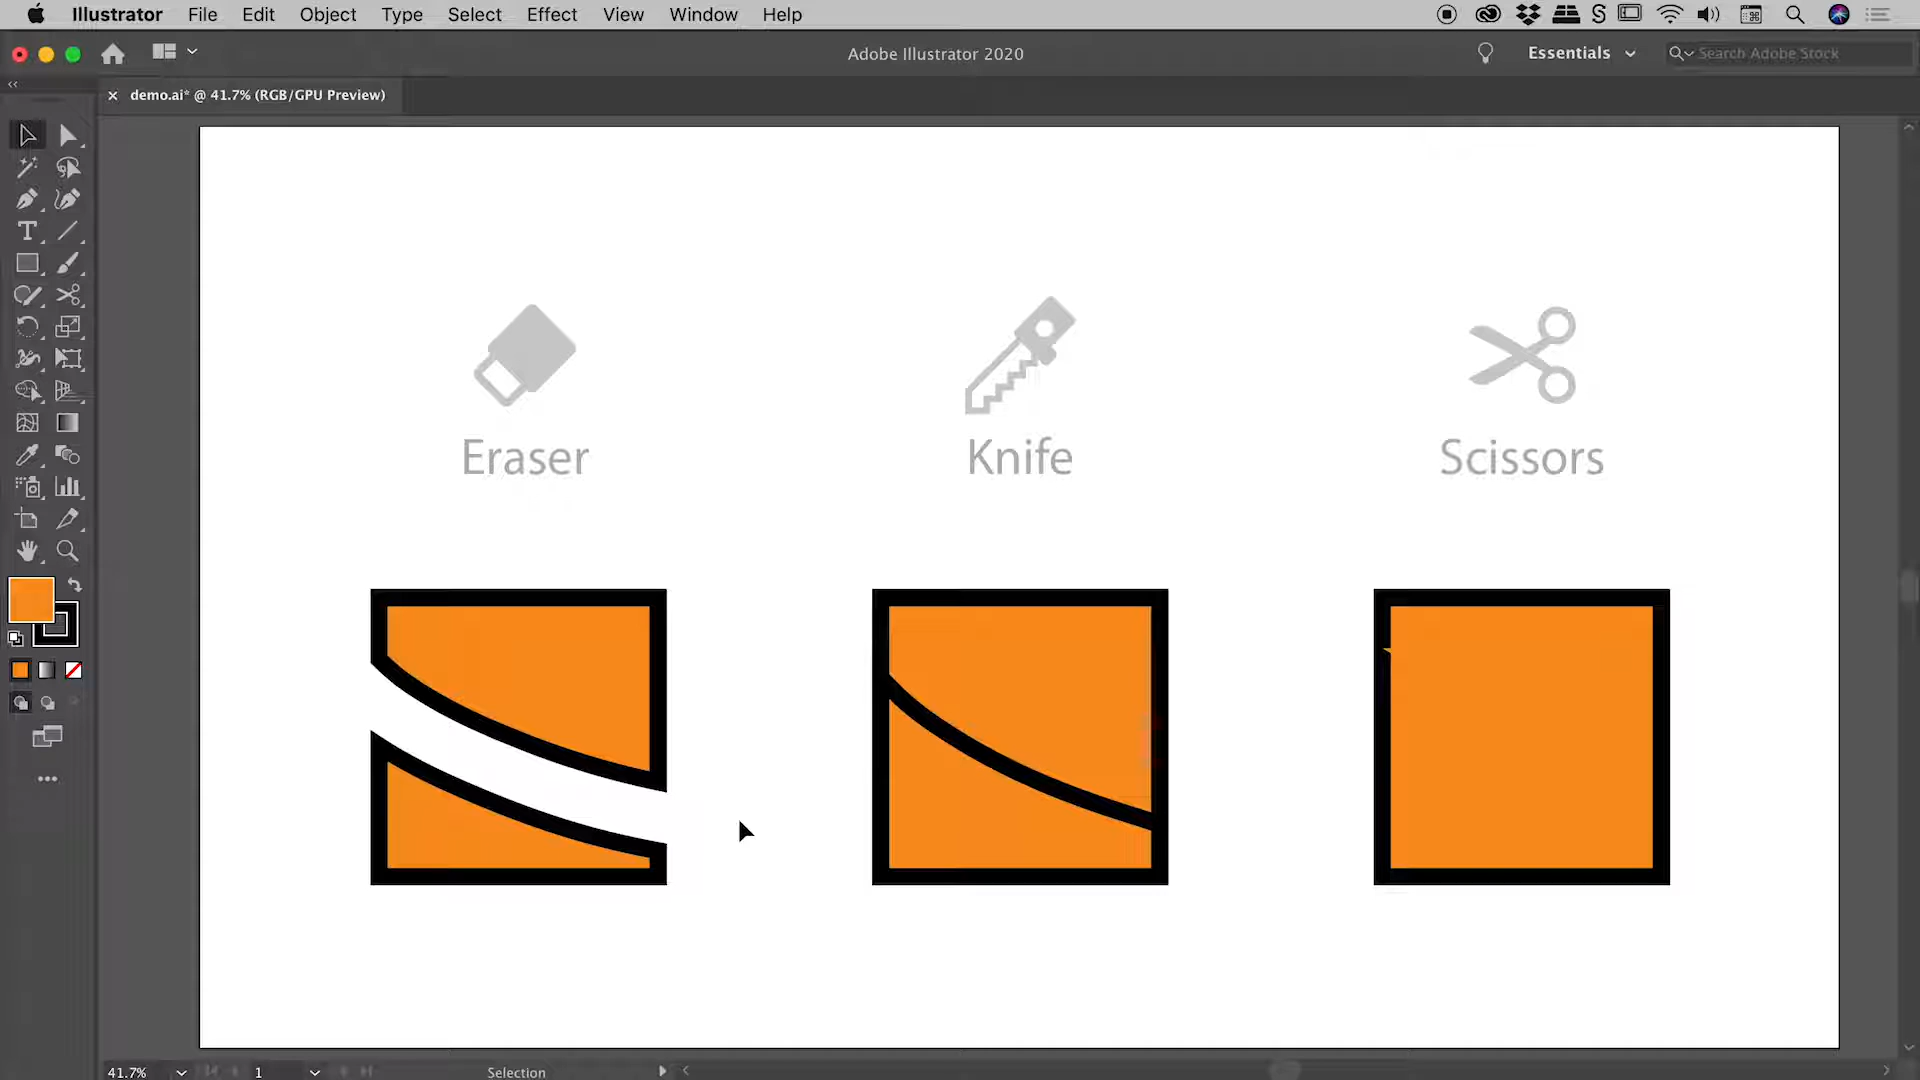 Illustrator File Edit Object Type Select Effect View Window Help
Adobe Illustrator 2020
Essentials
Search Adobe Stock
demo.ai* @ 41.7% (RGB/GPU Preview)
Eraser
Knife
Scissors
41.7%
1
Selection